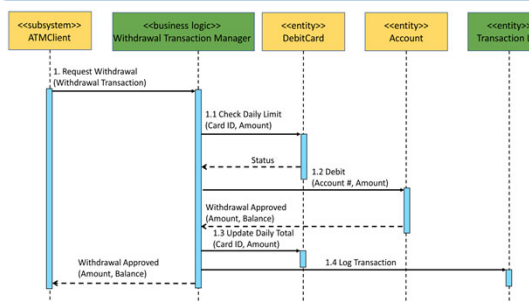 <<subsystem>>
ATMClient
<<business logic>>
Withdrawal Transaction Manager
<<entity>>
DebitCard
<<entity>>
Account
<<entity>>
Transaction
1. Request Withdrawal
(Withdrawal Transaction)
1.1 Check Daily Limit
(Card ID, Amount)
Status
1.2 Debit
(Account #, Amount)
Withdrawal Approved
(Amount, Balance)
1.3 Update Daily Total
(Card ID, Amount)
Withdrawal Approved
(Amount, Balance)
1.4 Log Transaction